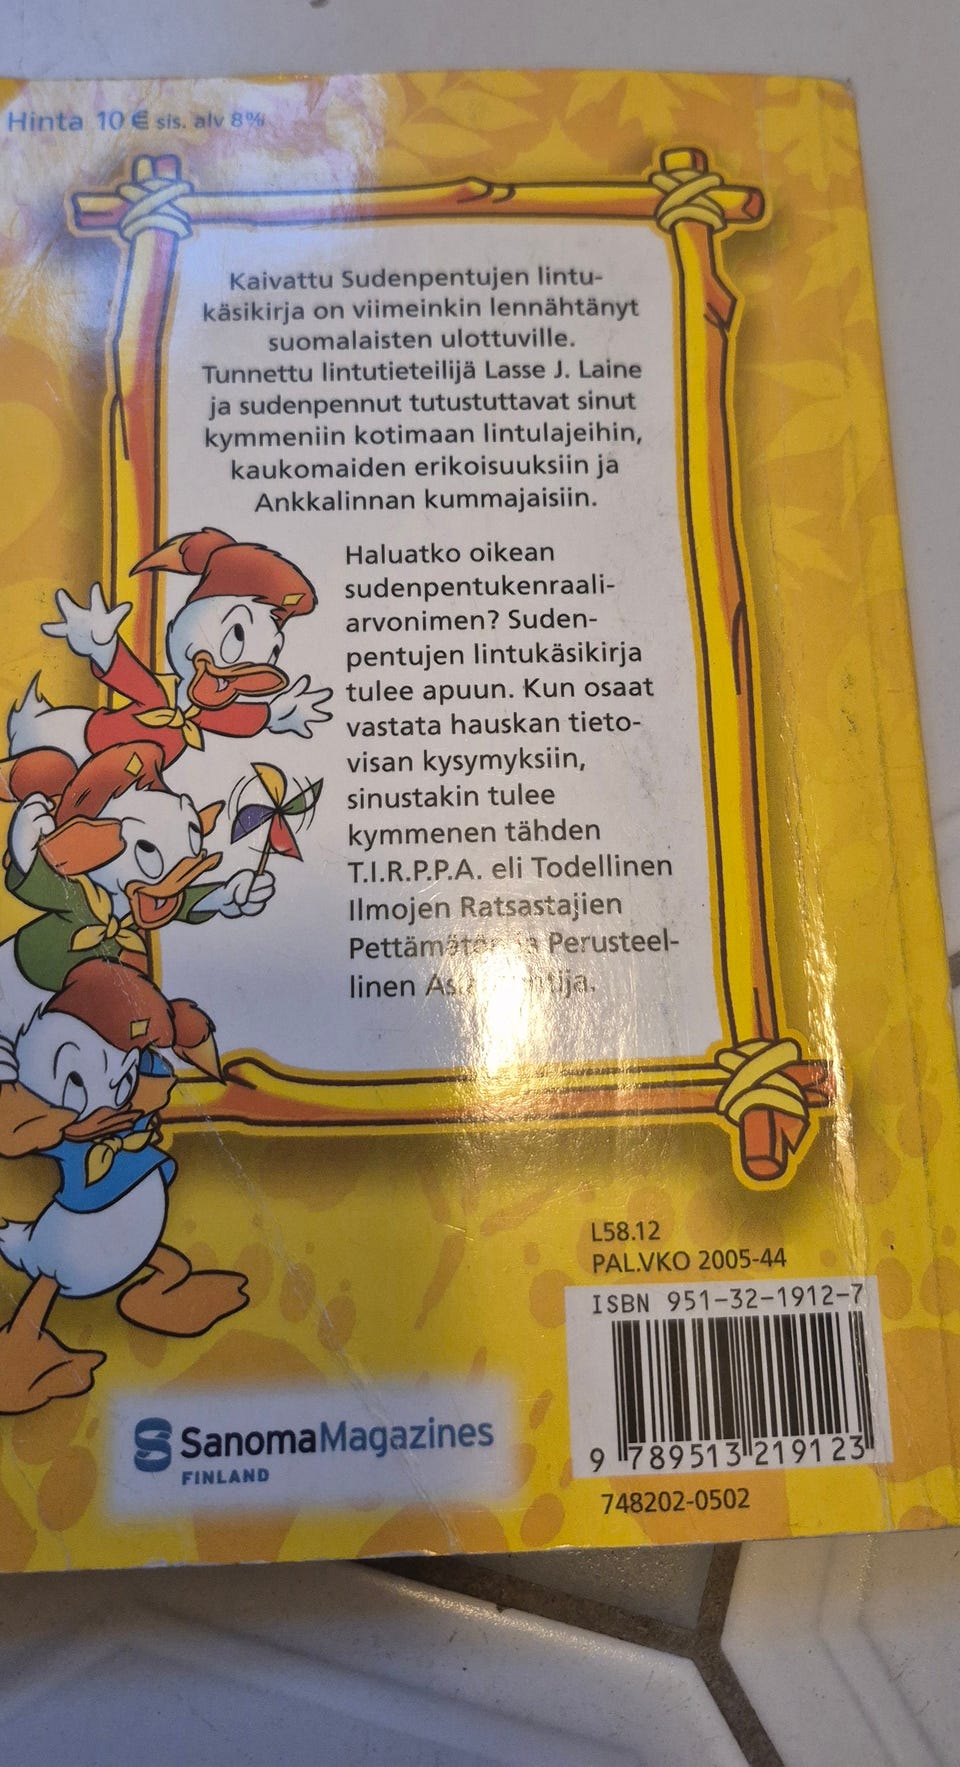 Hinta 10 € sis. alv 8%
Kaivattu Sudenpentujen lintu-
käsikirja on viimeinkin lennähtänyt
suomalaisten ulottuville.
Tunnettu lintutieteilijä Lasse J. Laine
ja sudenpennut tutustuttavat sinut
kymmeniin kotimaan lintulajeihin,
kaukomaiden erikoisuuksiin ja
Ankkalinnan kummajaisiin.
Haluatko oikean
sudenpentukenraali-
arvonimen? Suden-
pentujen lintukäsikirja
tulee apuun. Kun osaat
vastata hauskan tieto-
visan kysymyksiin,
sinustakin tulee
kymmenen tähden
T.I.R.P.P.A. eli Todellinen
Ilmojen Ratsastajien
Perusteel-
linen
L58.12
PAL.VKO 2005-44
ISBN 951-32-1912-7
9 789513 219123
748202-0502
SanomaMagazines
FINLAND